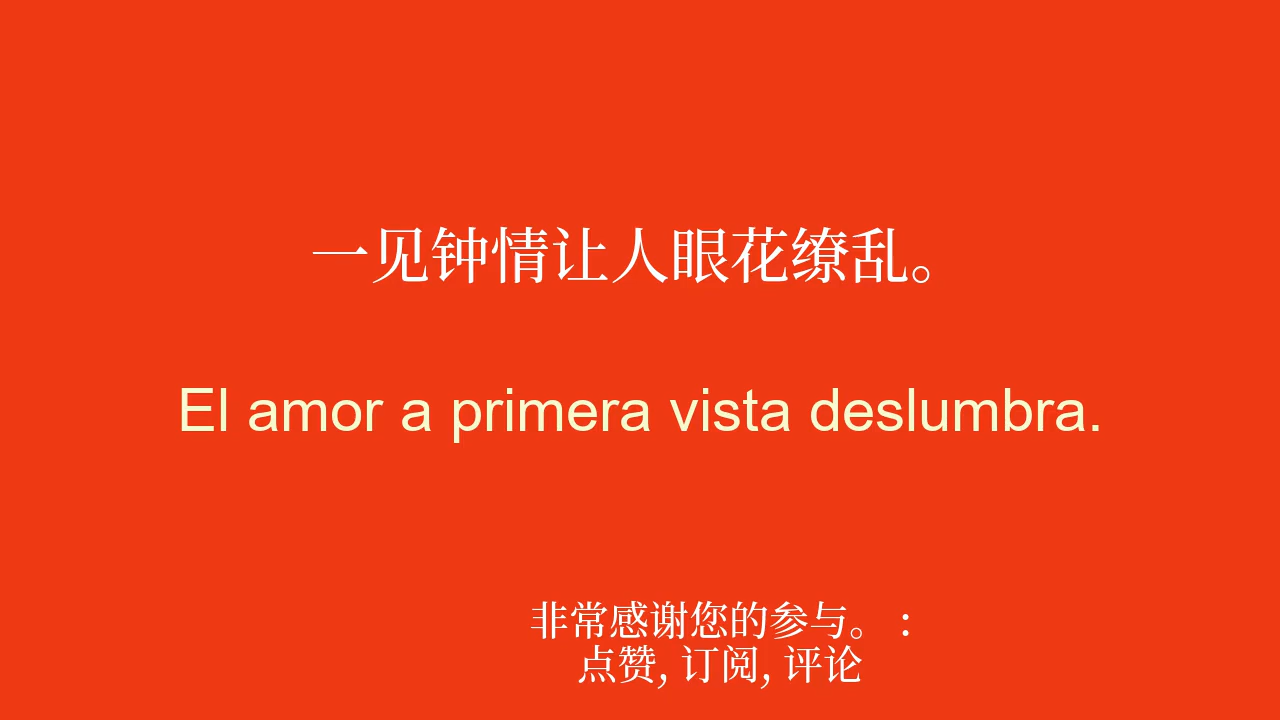 一见钟情让人眼花缭乱。
El amor a primera vista deslumbra.
非常感谢您的参与。 :
点赞, 订阅, 评论